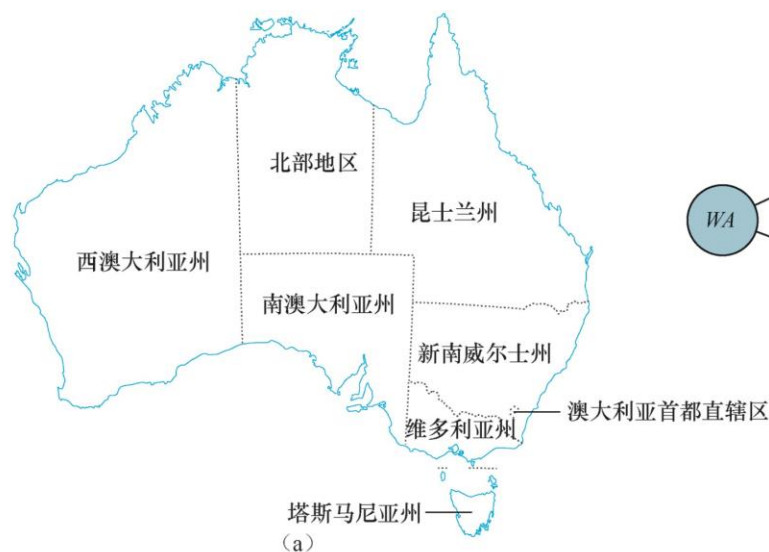 北部地区
昆士兰州
WA
西澳大利亚州
南澳大利亚州
新南威尔士州
澳大利亚首都直辖区
维多利亚州
塔斯马尼亚州
(a)